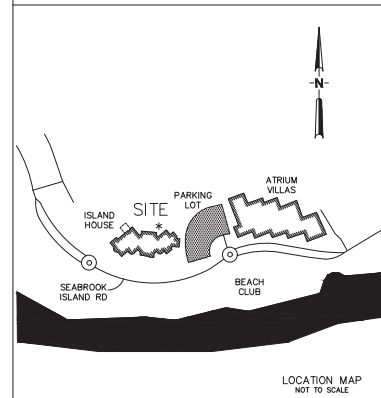 N
ATRIUM
VILLAS
PARKING
LOT
SITE
*
ISLAND
HOUSE
SEABROOK
ISLAND RD
BEACH
CLUB
LOCATION MAP
NOT TO SCALE